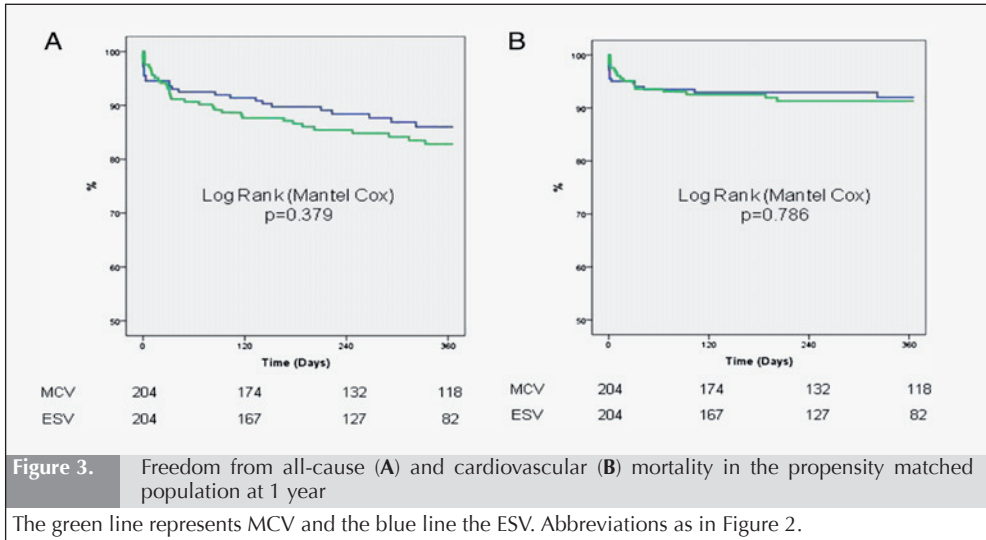 A
B
100
90
80
70
60
50
%
Log Rank (Mantel Cox)
p=0.379
0 120 240 360
Time (Days)
MCV 204 174 132 118
ESV 204 167 127 82
100
90
80
70
60
50
%
Log Rank (Mantel Cox)
p=0.786
0 120 240 360
Time (Days)
MCV 204 174 132 118
ESV 204 167 127 82
Figure 3. Freedom from all-cause (A) and cardiovascular (B) mortality in the propensity matched
population at 1 year
The green line represents MCV and the blue line the ESV. Abbreviations as in Figure 2.